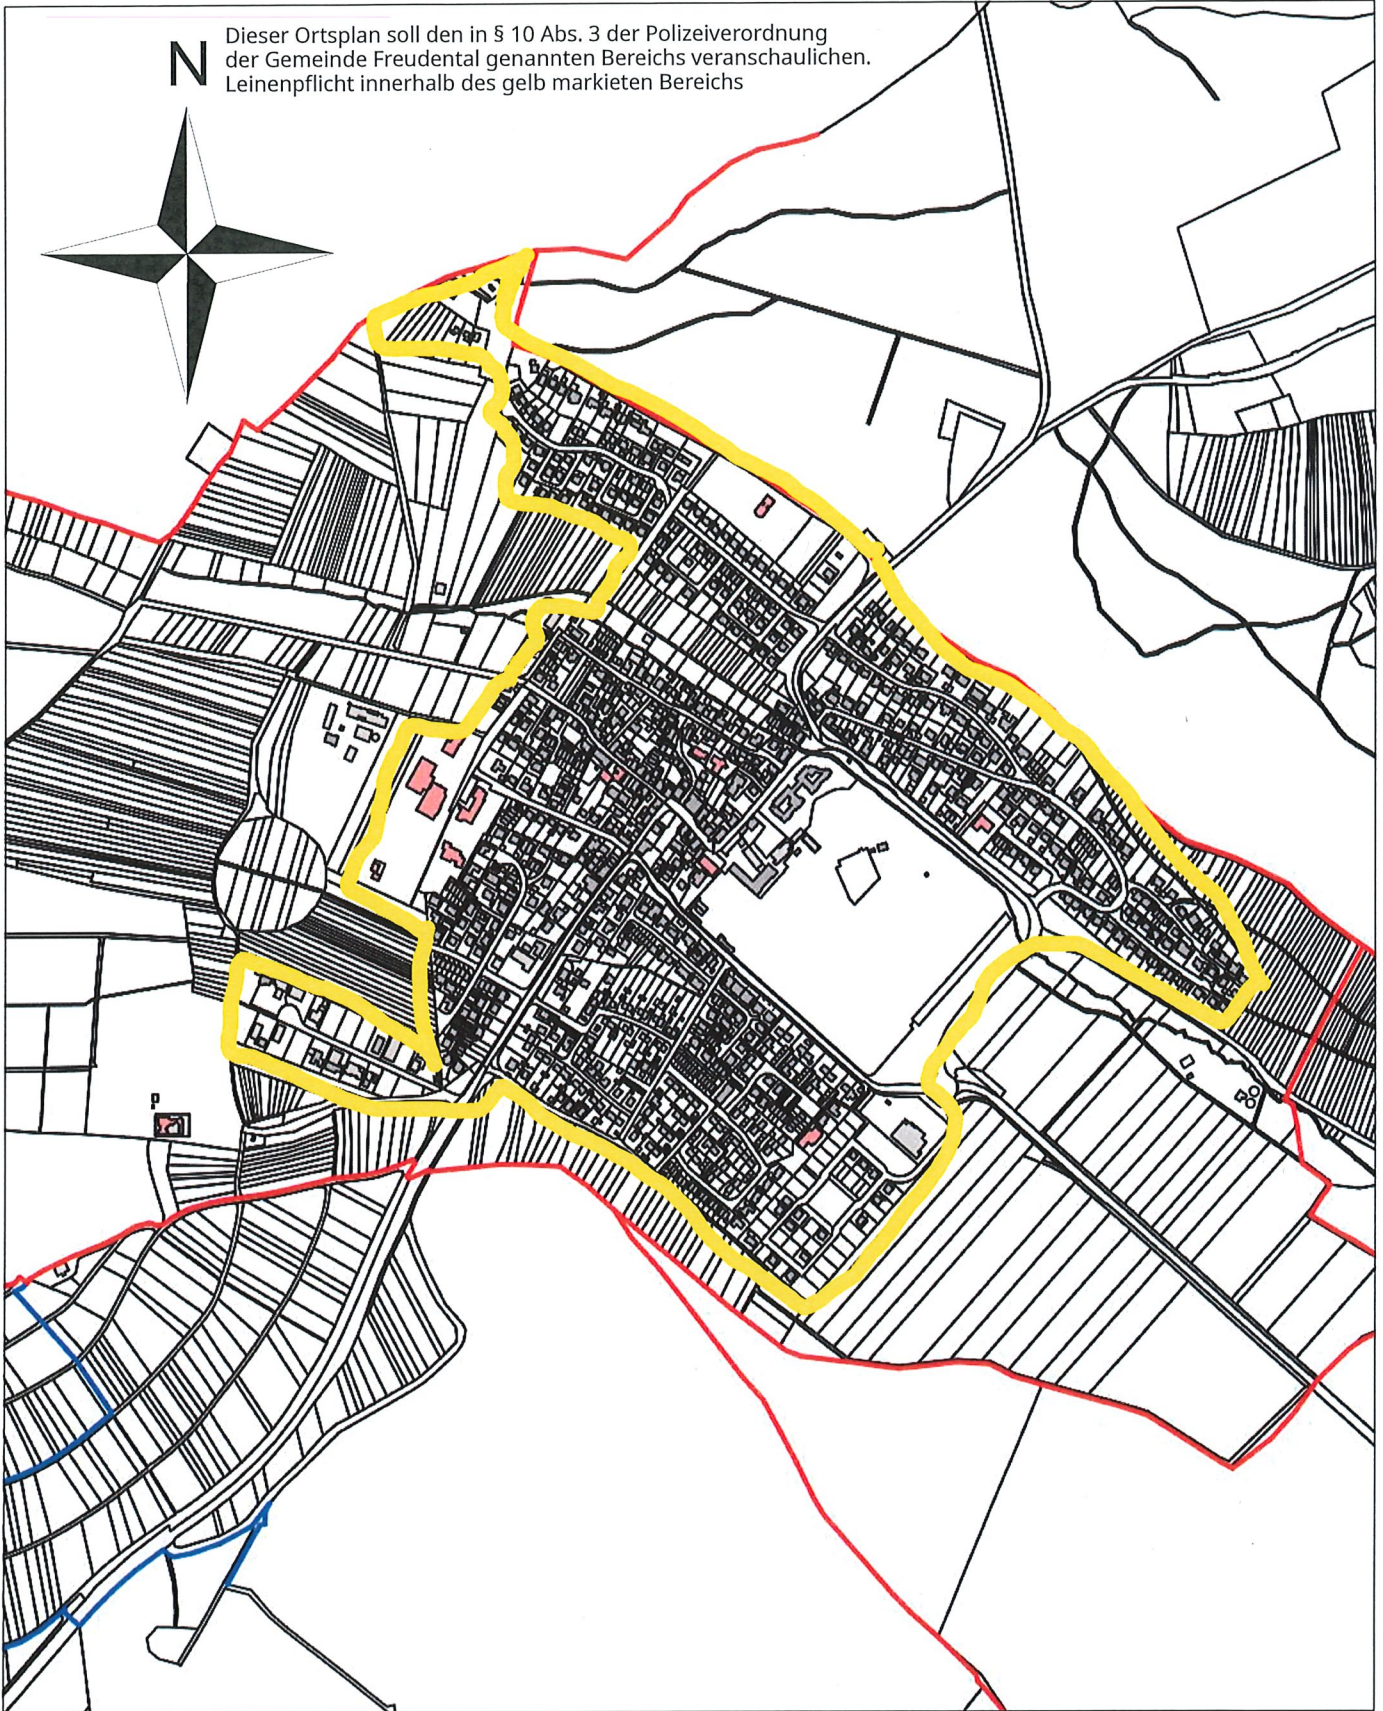 Dieser Ortsplan soll den in § 10 Abs. 3 der Polizeiverordnung
der Gemeinde Freudental genannten Bereichs veranschaulichen.
Leinenpflicht innerhalb des gelb markieten Bereichs
N